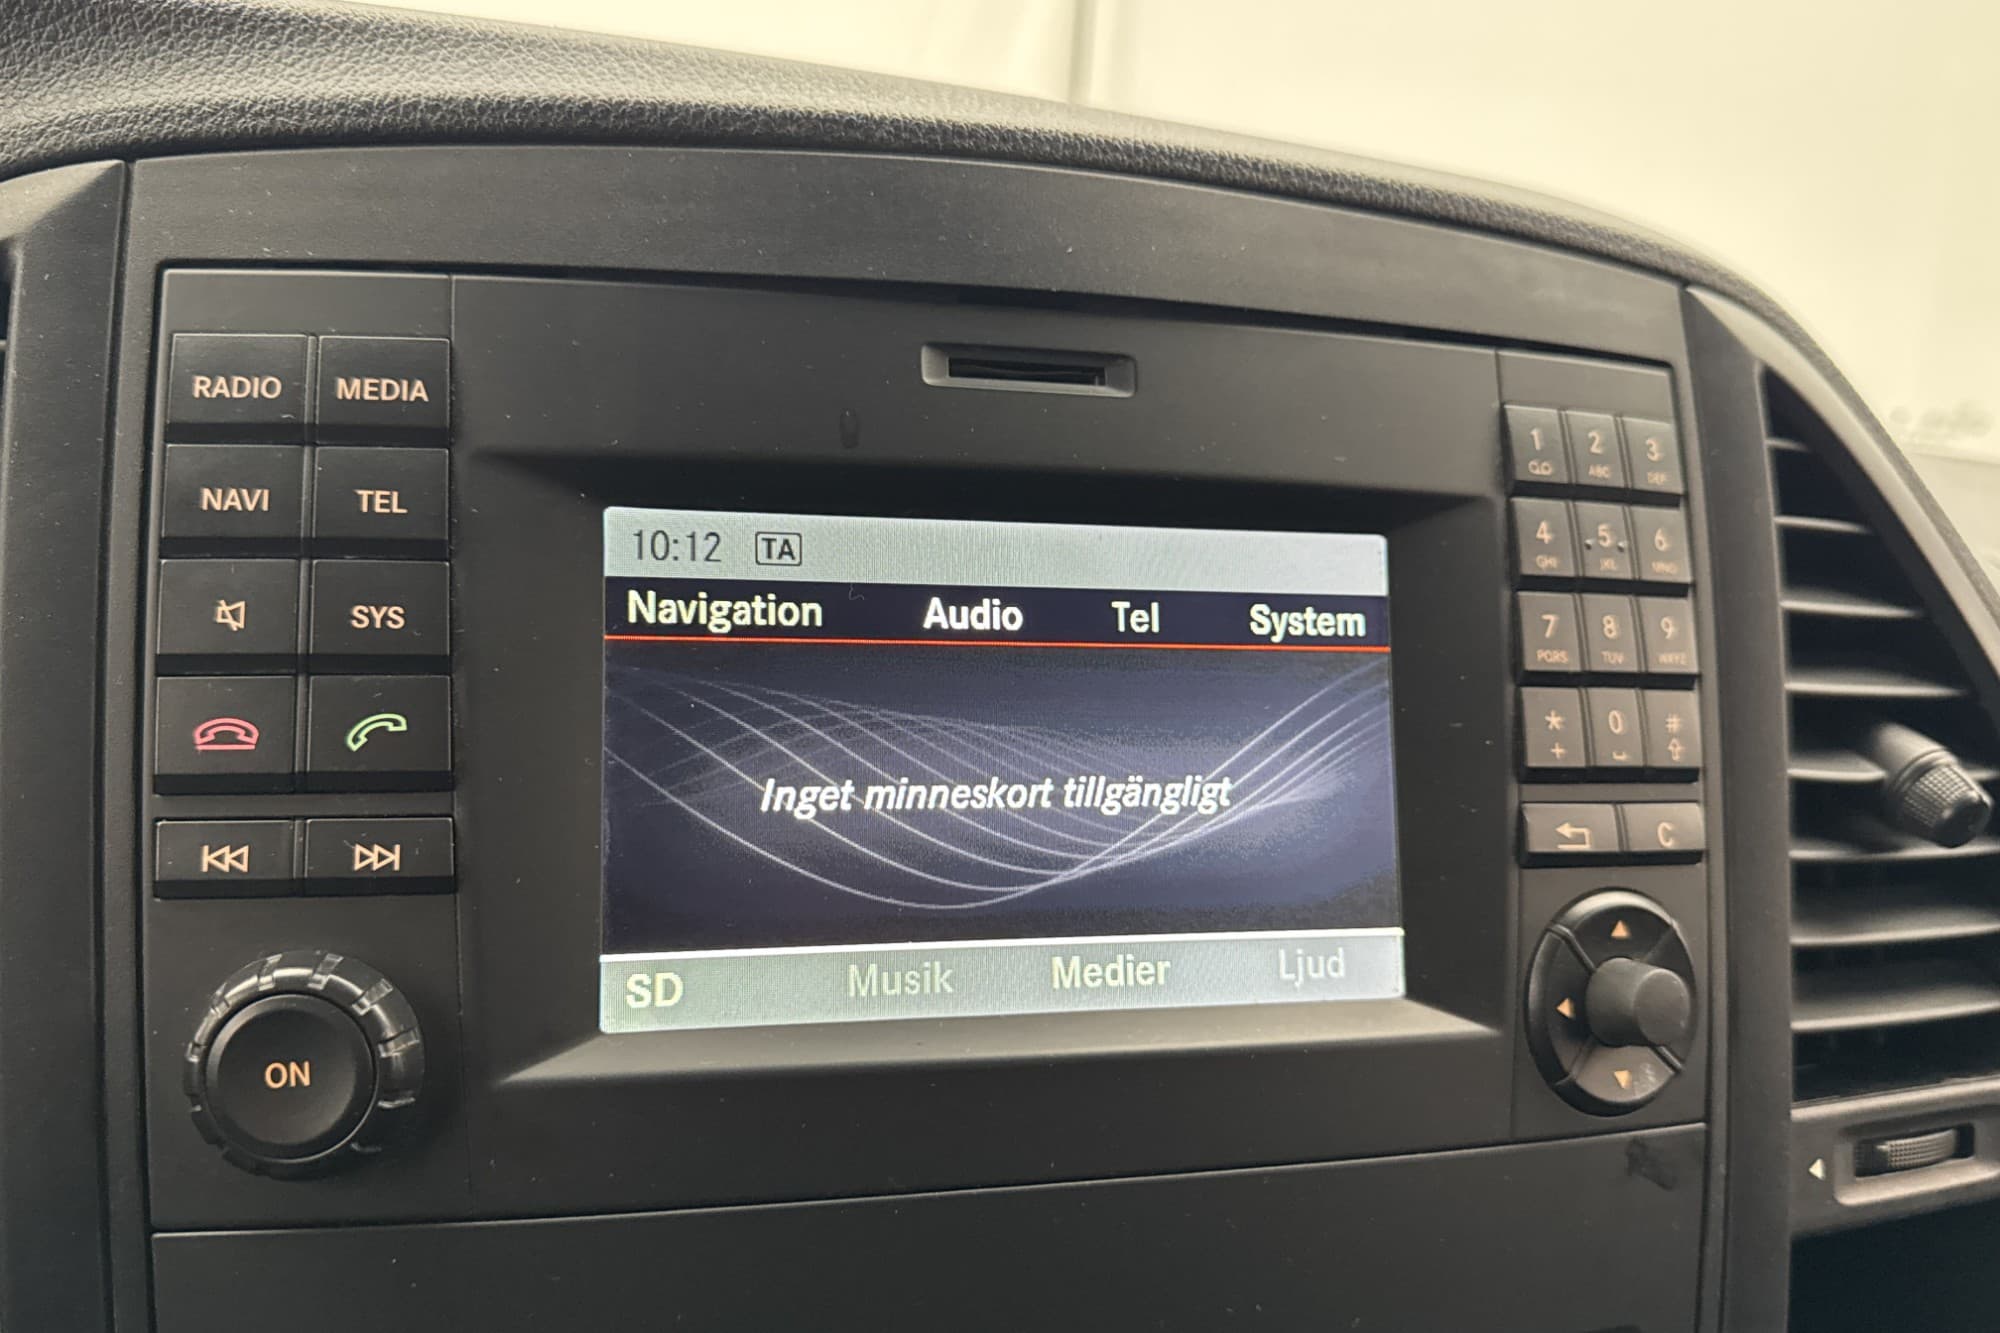 RADIO MEDIA
NAVI TEL
SYS
ON
10:12 TA
Navigation Audio Tel System
Inget minneskort tillgängligt
SD Musik Medier Ljud
1 2 3
ABC DEF
4 5 6
GHI JKL MNO
7 8 9
PQRS TUV WXYZ
* 0 #
+
C